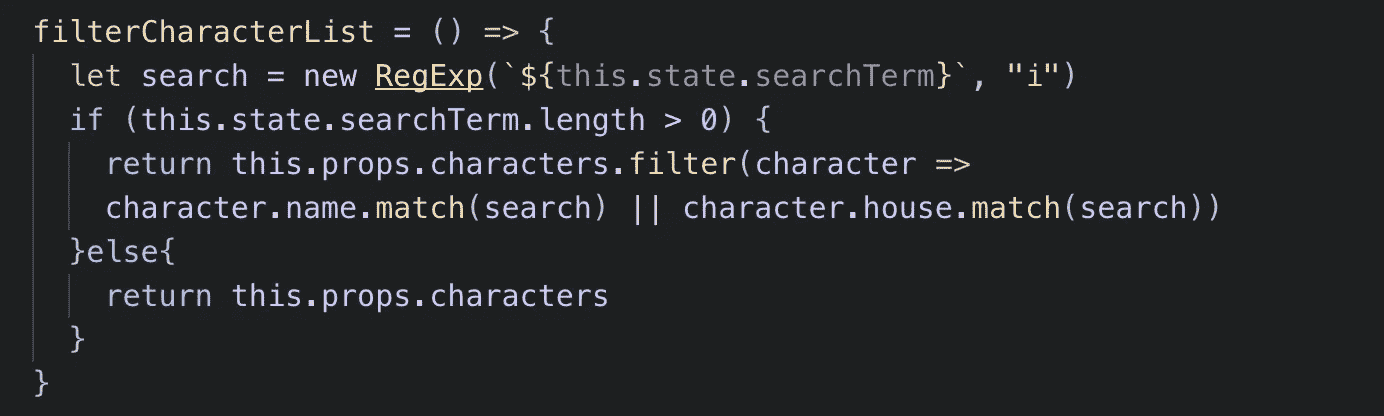 filterCharacterList = () => {
let search = new RegExp(`${this.state.searchTerm}`, "i")
if (this.state.searchTerm.length > 0) {
return this.props.characters.filter(character =>
character.name.match(search) || character.house.match(search))
}else{
return this.props.characters
}
}